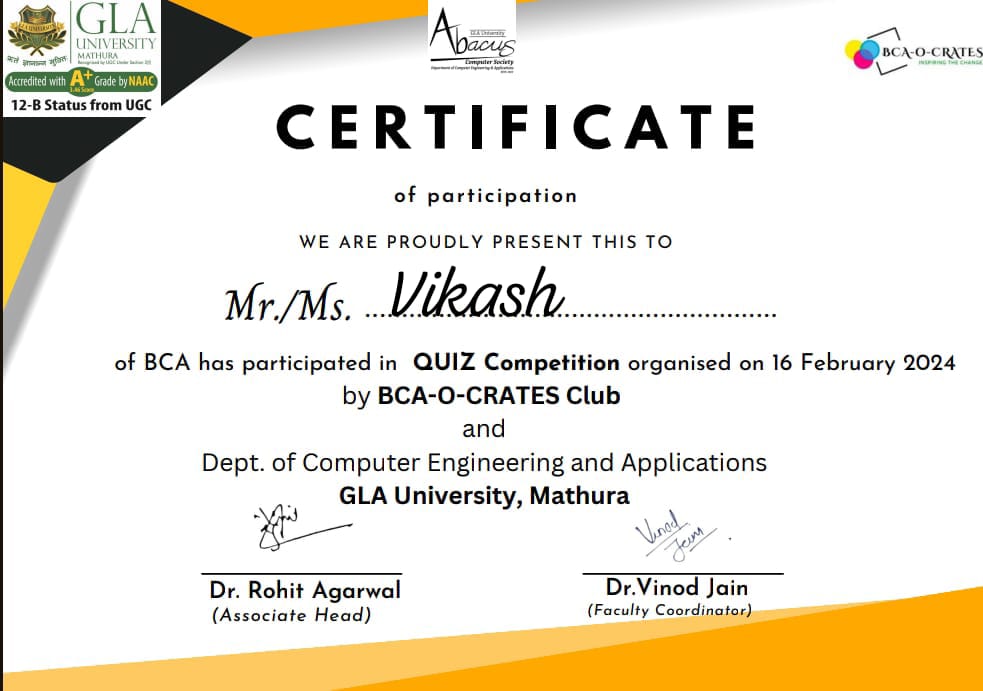 GLA
UNIVERSITY
MATHURA
Recognised by UGC Under Section 2(f)
Accredited with A+ Grade by NAAC
3.46 Score
12-B Status from UGC
GLA University
Abacus
Computer Society
Department of Computer Engineering & Applications
BCA-O-CRATES
INSPIRING THE CHANGE
CERTIFICATE
of participation
WE ARE PROUDLY PRESENT THIS TO
Mr./Ms. ....Vikash..............................
of BCA has participated in QUIZ Competition organised on 16 February 2024
by BCA-O-CRATES Club
and
Dept. of Computer Engineering and Applications
GLA University, Mathura
Vinod
Jain
Dr. Rohit Agarwal
(Associate Head)
Dr.Vinod Jain
(Faculty Coordinator)